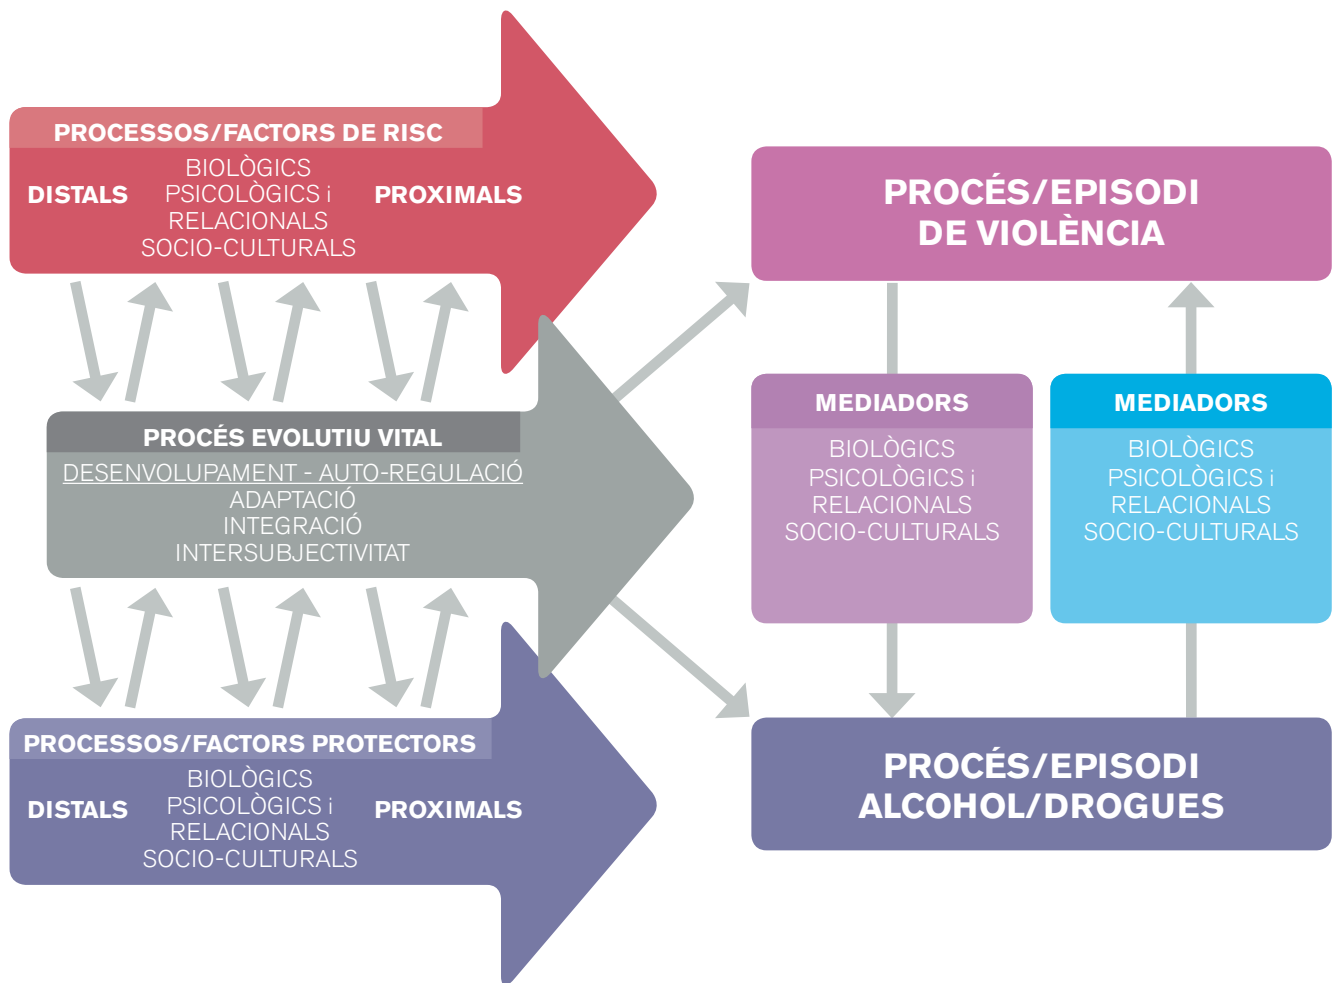 PROCESSOS/FACTORS DE RISC
DISTALS
BIOLÒGICS
PSICOLÒGICS i
RELACIONALS
SOCIO-CULTURALS
PROXIMALS
PROCÉS EVOLUTIU VITAL
DESENVOLUPAMENT - AUTO-REGULACIÓ
ADAPTACIÓ
INTEGRACIÓ
INTERSUBJECTIVITAT
PROCESSOS/FACTORS PROTECTORS
DISTALS
BIOLÒGICS
PSICOLÒGICS i
RELACIONALS
SOCIO-CULTURALS
PROXIMALS
PROCÉS/EPISODI
DE VIOLÈNCIA
MEDIADORS
BIOLÒGICS
PSICOLÒGICS i
RELACIONALS
SOCIO-CULTURALS
MEDIADORS
BIOLÒGICS
PSICOLÒGICS i
RELACIONALS
SOCIO-CULTURALS
PROCÉS/EPISODI
ALCOHOL/DROGUES